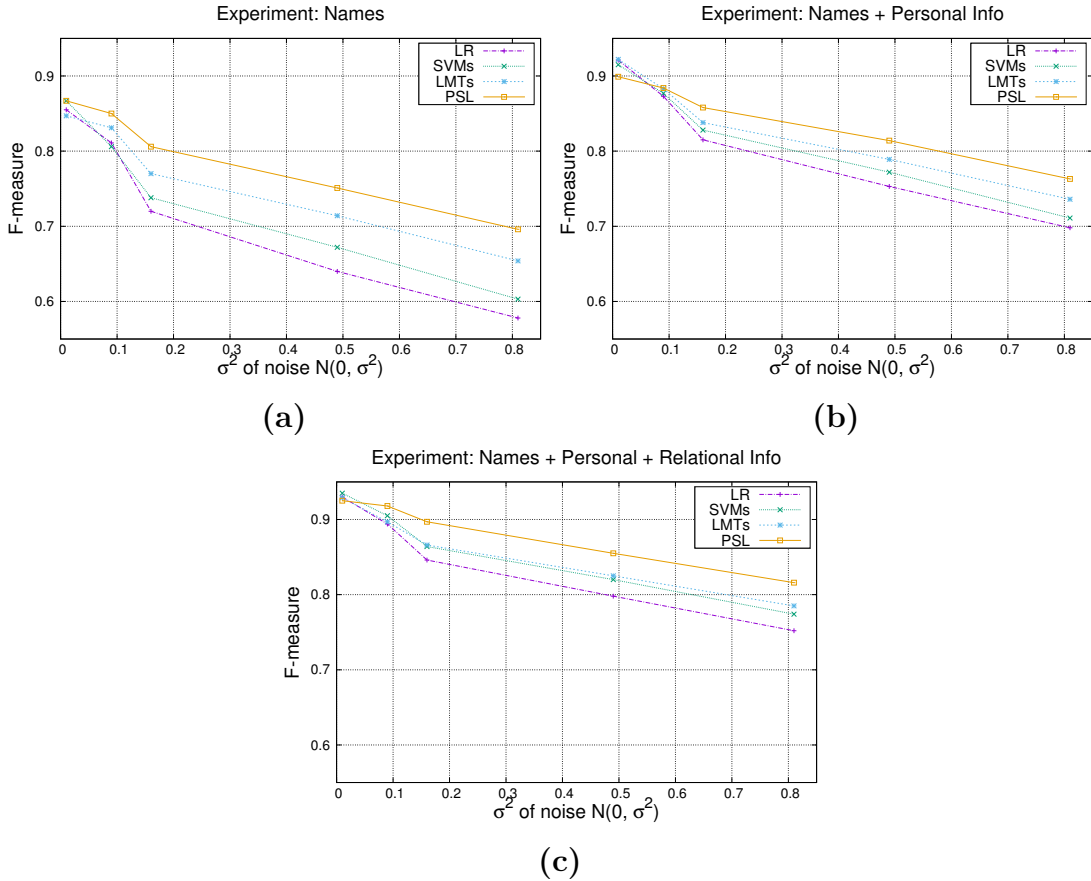 Experiment: Names
LR
SVMs
LMTs
PSL
F-measure
0.9
0.8
0.7
0.6
0 0.1 0.2 0.3 0.4 0.5 0.6 0.7 0.8
σ² of noise N(0, σ²)
(a)
Experiment: Names + Personal Info
LR
SVMs
LMTs
PSL
F-measure
0.9
0.8
0.7
0.6
0 0.1 0.2 0.3 0.4 0.5 0.6 0.7 0.8
σ² of noise N(0, σ²)
(b)
Experiment: Names + Personal + Relational Info
LR
SVMs
LMTs
PSL
F-measure
0.9
0.8
0.7
0.6
0 0.1 0.2 0.3 0.4 0.5 0.6 0.7 0.8
σ² of noise N(0, σ²)
(c)